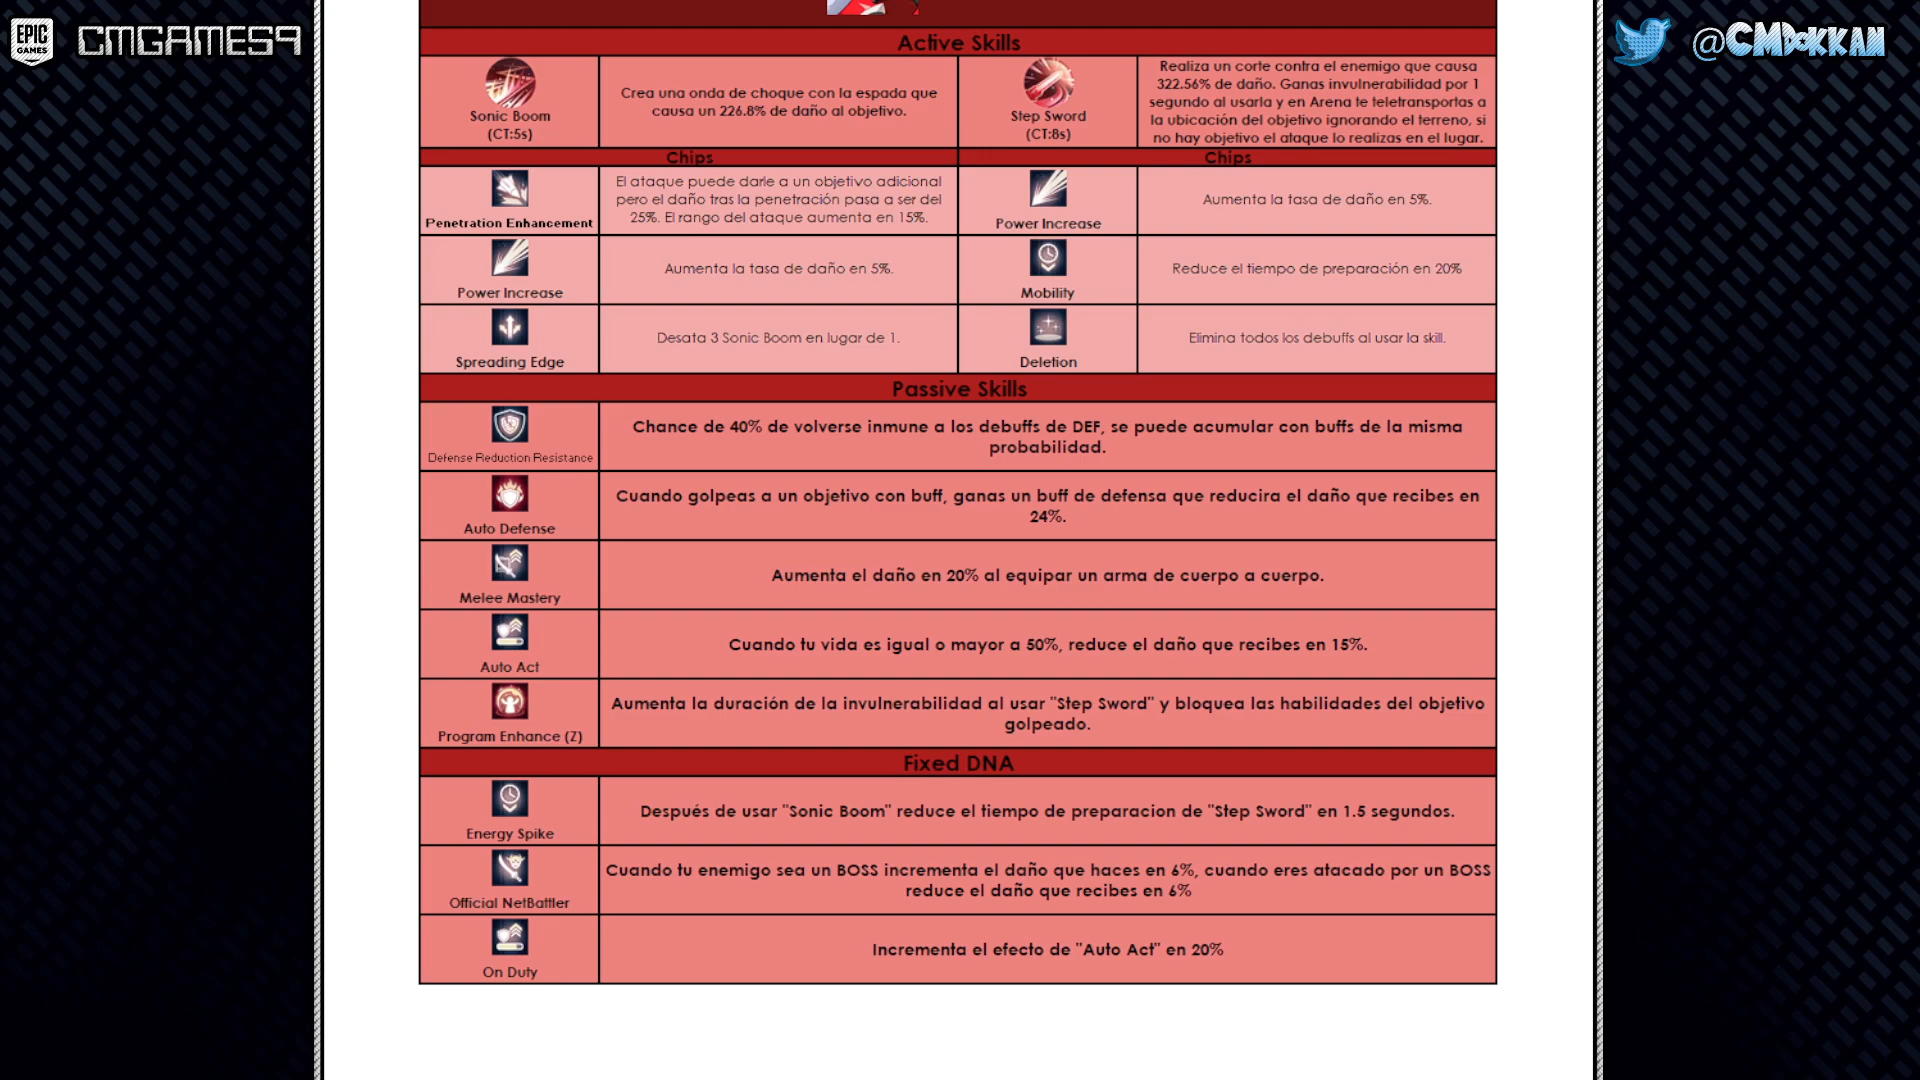 EPIC
GAMES
CMGAMES9
@CMDOKKAN
Active Skills
Sonic Boom
(CT:5s)
Crea una onda de choque con la espada que
causa un 226.8% de daño al objetivo.
Step Sword
(CT:8s)
Realiza un corte contra el enemigo que causa
322.56% de daño. Ganas invulnerabilidad por 1
segundo al usarla y en Arena te teletransportas a
la ubicación del objetivo ignorando el terreno, si
no hay objetivo el ataque lo realizas en el lugar.
Chips
Chips
Penetration Enhancement
El ataque puede darle a un objetivo adicional
pero el daño tras la penetración pasa a ser del
25%. El rango del ataque aumenta en 15%.
Power Increase
Aumenta la tasa de daño en 5%.
Power Increase
Aumenta la tasa de daño en 5%.
Mobility
Reduce el tiempo de preparación en 20%
Spreading Edge
Desata 3 Sonic Boom en lugar de 1.
Deletion
Elimina todos los debuffs al usar la skill.
Passive Skills
Defense Reduction Resistance
Chance de 40% de volverse inmune a los debuffs de DEF, se puede acumular con buffs de la misma
probabilidad.
Auto Defense
Cuando golpeas a un objetivo con buff, ganas un buff de defensa que reducira el daño que recibes en
24%.
Melee Mastery
Aumenta el daño en 20% al equipar un arma de cuerpo a cuerpo.
Auto Act
Cuando tu vida es igual o mayor a 50%, reduce el daño que recibes en 15%.
Program Enhance (Z)
Aumenta la duración de la invulnerabilidad al usar "Step Sword" y bloquea las habilidades del objetivo
golpeado.
Fixed DNA
Energy Spike
Después de usar "Sonic Boom" reduce el tiempo de preparacion de "Step Sword" en 1.5 segundos.
Official NetBattler
Cuando tu enemigo sea un BOSS incrementa el daño que haces en 6%, cuando eres atacado por un BOSS
reduce el daño que recibes en 6%
On Duty
Incrementa el efecto de "Auto Act" en 20%